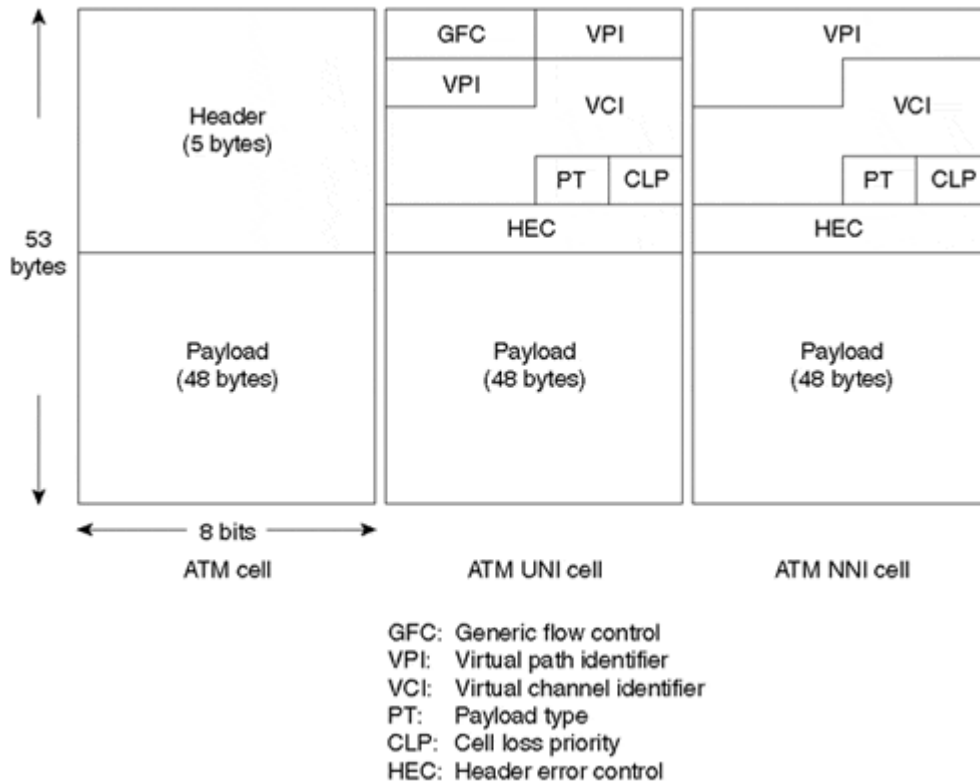 GFC
VPI
VPI
VPI
VCI
VCI
Header
(5 bytes)
PT
CLP
PT
CLP
HEC
HEC
53
bytes
Payload
(48 bytes)
Payload
(48 bytes)
Payload
(48 bytes)
8 bits
ATM cell
ATM UNI cell
ATM NNI cell
GFC: Generic flow control
VPI: Virtual path identifier
VCI: Virtual channel identifier
PT: Payload type
CLP: Cell loss priority
HEC: Header error control